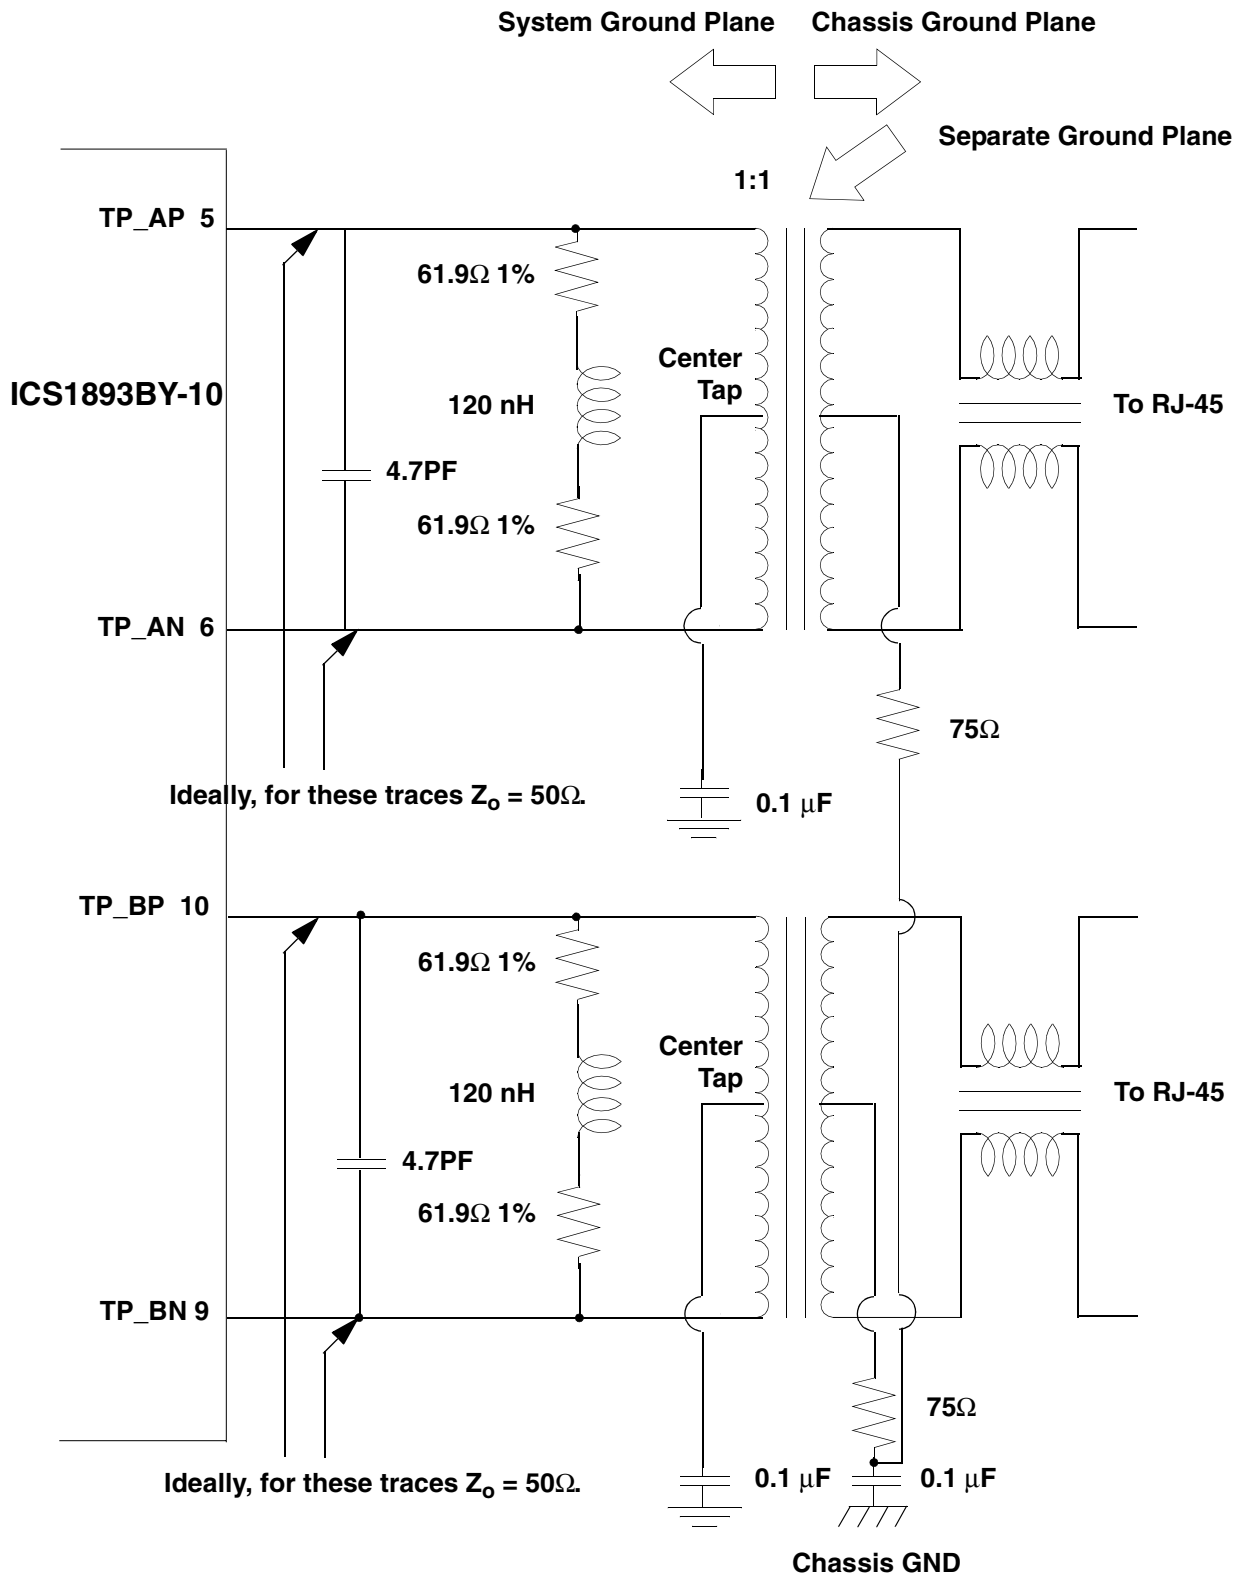 System Ground Plane
Chassis Ground Plane
Separate Ground Plane
1:1
TP_AP 5
61.9Ω 1%
Center
Tap
ICS1893BY-10
120 nH
To RJ-45
4.7PF
61.9Ω 1%
TP_AN 6
75Ω
Ideally, for these traces Zo = 50Ω.
0.1 μF
TP_BP 10
61.9Ω 1%
Center
Tap
120 nH
To RJ-45
4.7PF
61.9Ω 1%
TP_BN 9
75Ω
Ideally, for these traces Zo = 50Ω.
0.1 μF
0.1 μF
Chassis GND